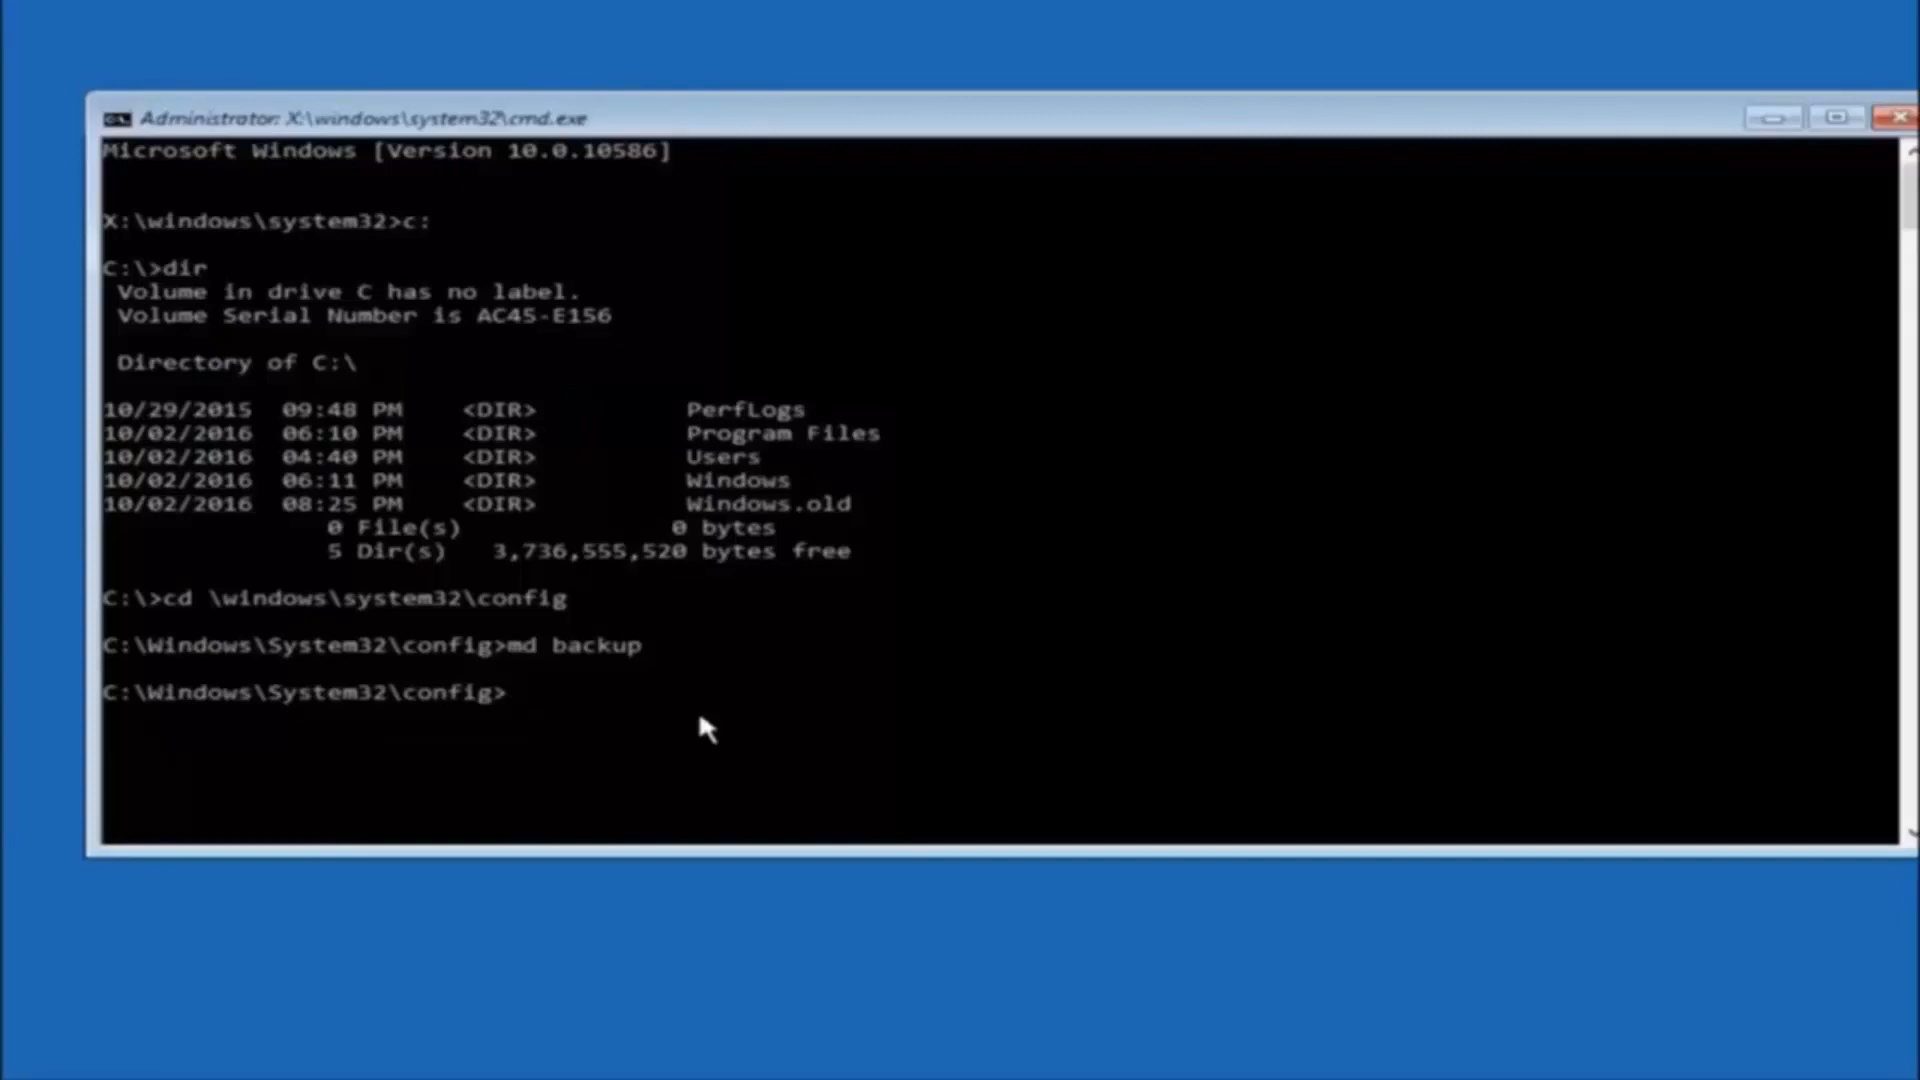 Administrator: X:\windows\system32\cmd.exe
Microsoft Windows [Version 10.0.10586]
X:\windows\system32>c:
C:\>dir
Volume in drive C has no label.
Volume Serial Number is AC45-E156
Directory of C:\
10/29/2015  09:48 PM    <DIR>          PerfLogs
10/02/2016  06:10 PM    <DIR>          Program Files
10/02/2016  04:40 PM    <DIR>          Users
10/02/2016  06:11 PM    <DIR>          Windows
10/02/2016  08:25 PM    <DIR>          Windows.old
0 File(s)              0 bytes
5 Dir(s)   3,736,555,520 bytes free
C:\>cd \windows\system32\config
C:\Windows\System32\config>md backup
C:\Windows\System32\config>